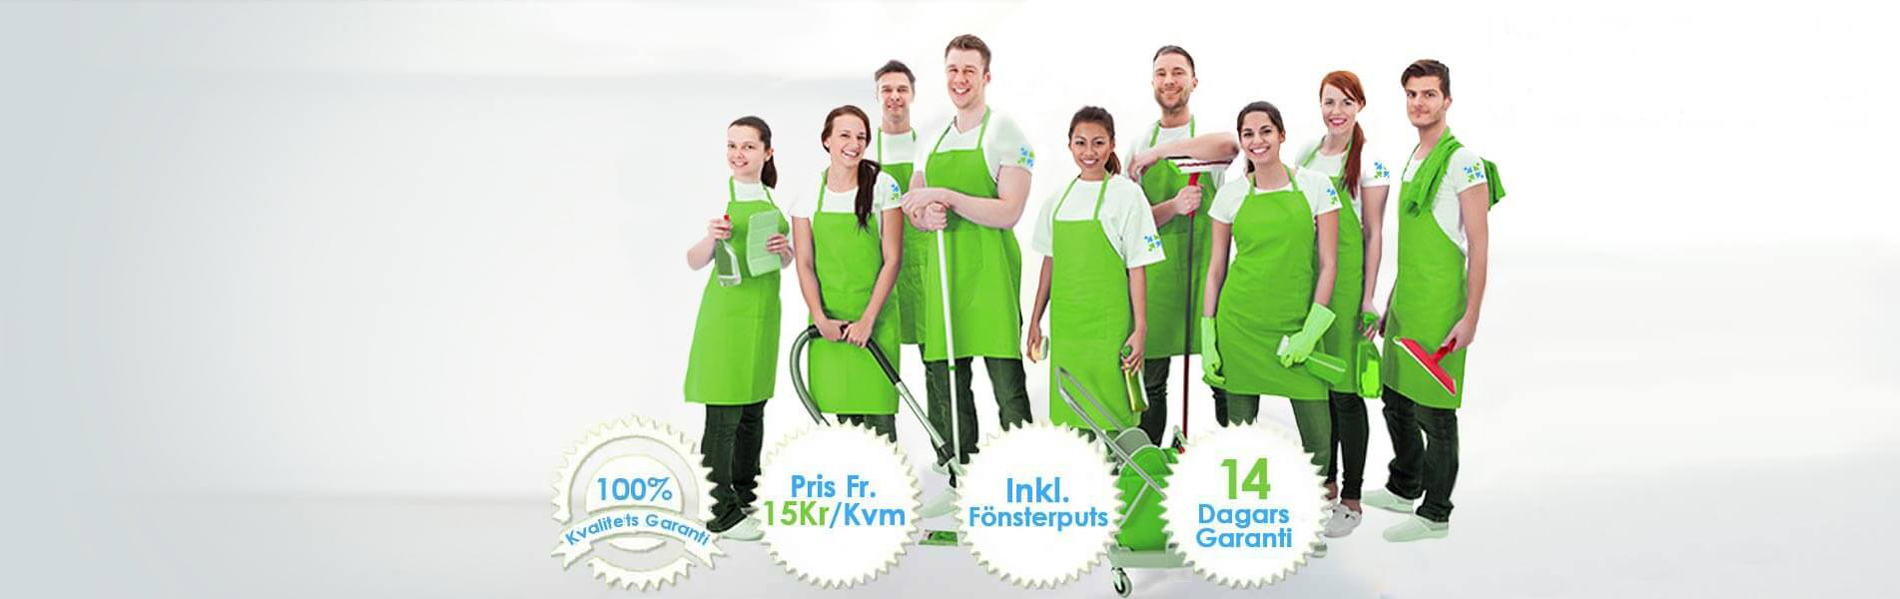 100%
Kvalitets Garanti
Pris Fr.
15Kr/Kvm
Inkl.
Fönsterputs
14
Dagars
Garanti